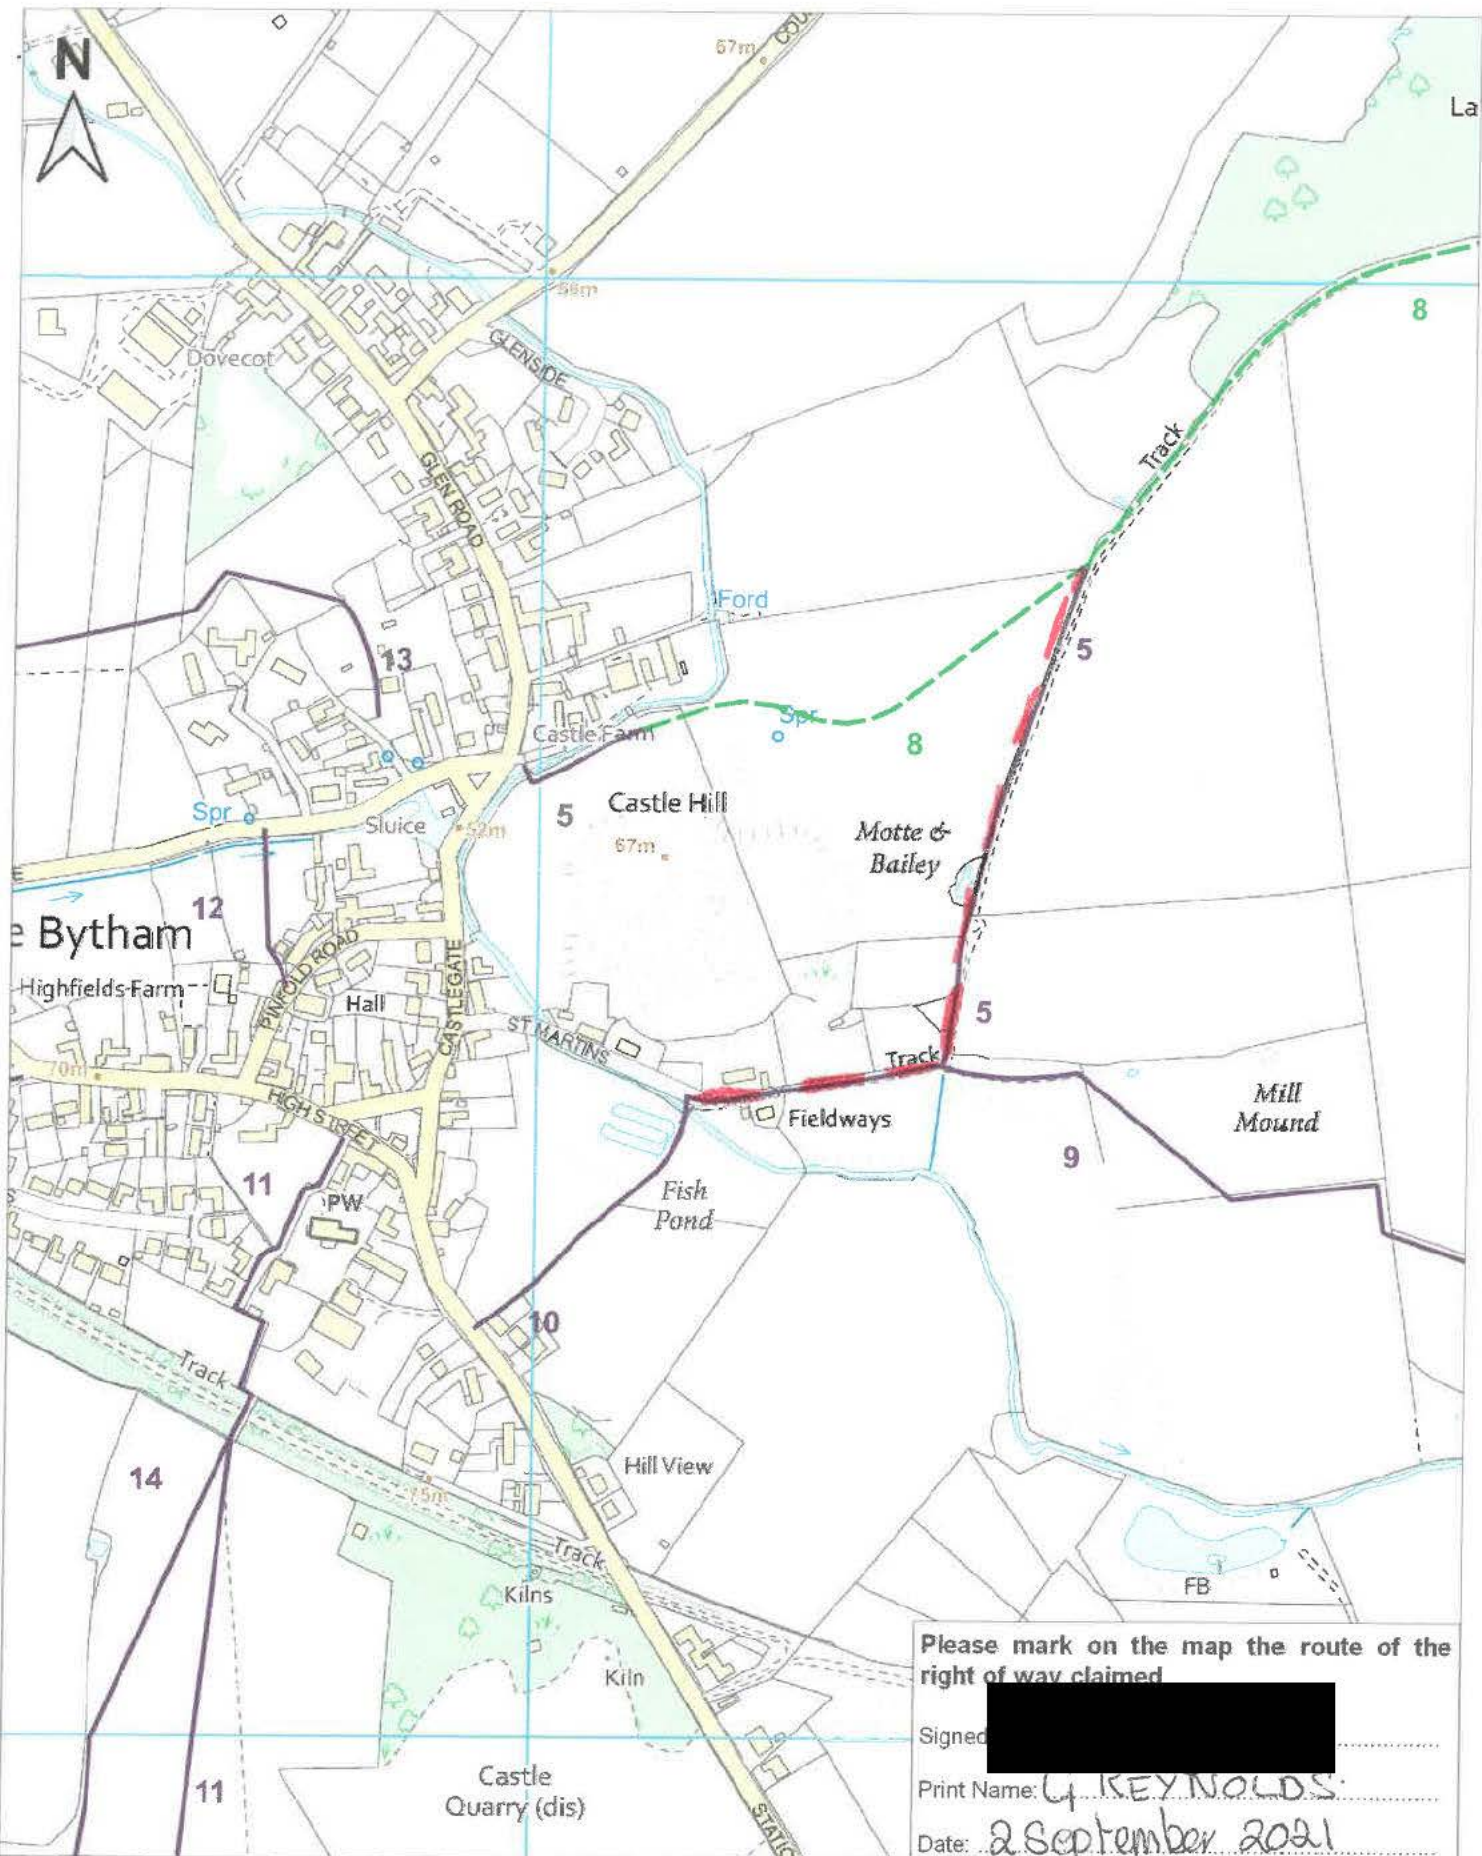 N
67m
La
8
56m
Dovecot
GLENSIDE
Track
GLEN ROAD
Ford
5
13
Spr
Castle Farm
8
5
Castle Hill
Spr
Sluice
52m
67m
Motte &
Bailey
12
e Bytham
Highfields Farm
PINFOLD ROAD
Hall
CASTLEGATE
ST MARTINS
5
Track
70m
HIGH STREET
Fieldways
Mill
Mound
9
11
PW
Fish
Pond
10
Track
14
Hill View
75m
Track
Kilns
FB
Kiln
Please mark on the map the route of the
right of way claimed
Signed
Print Name: G REYNOLDS
Date: 2 September 2021
11
Castle
Quarry (dis)